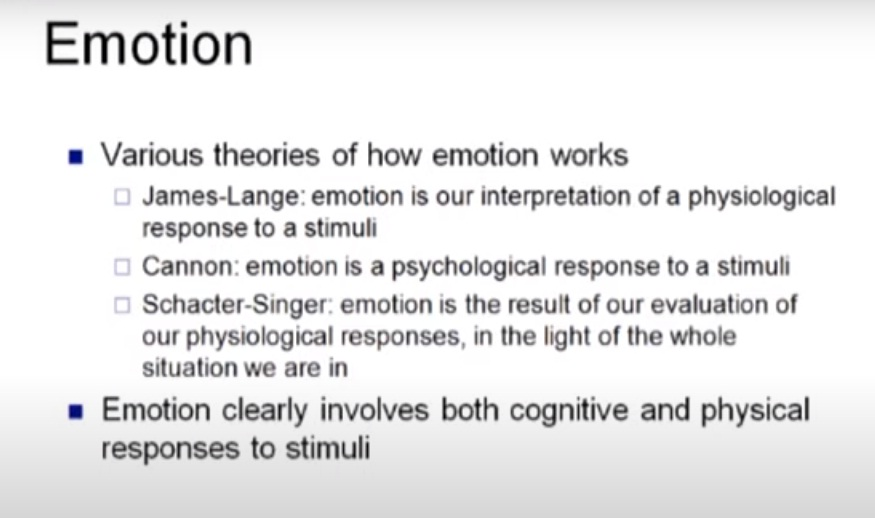 Emotion
Various theories of how emotion works
James-Lange: emotion is our interpretation of a physiological
response to a stimuli
Cannon: emotion is a psychological response to a stimuli
Schacter-Singer: emotion is the result of our evaluation of
our physiological responses, in the light of the whole
situation we are in
Emotion clearly involves both cognitive and physical
responses to stimuli